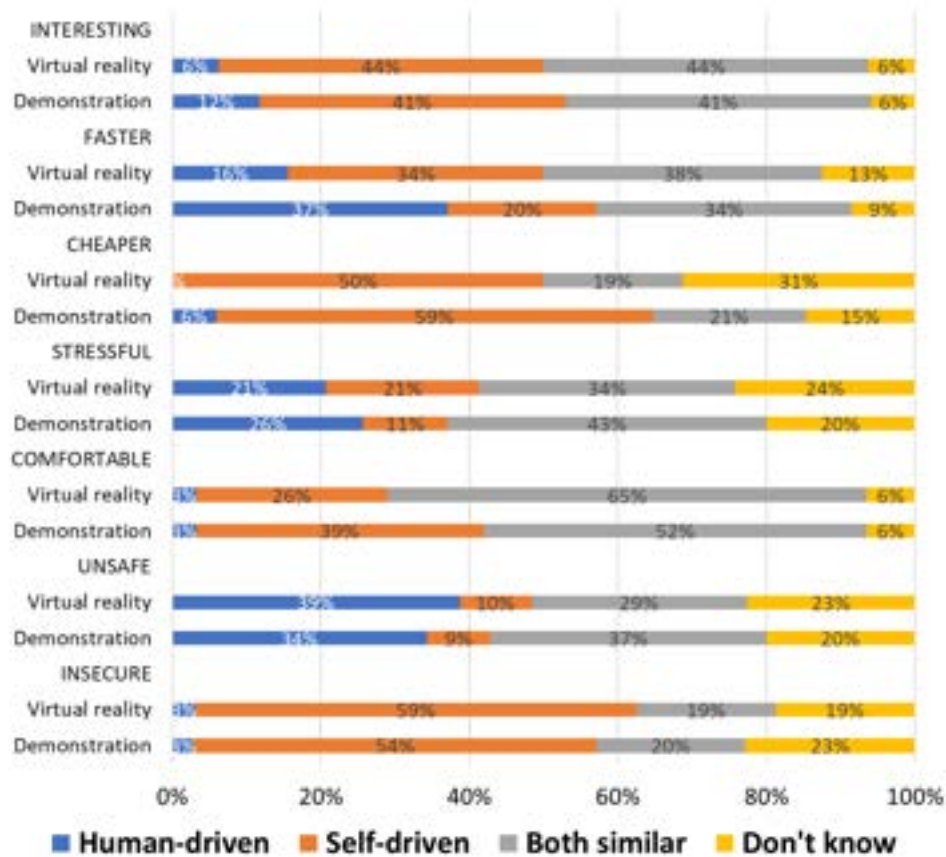 INTERESTING
Virtual reality 6% 44% 44% 6%
Demonstration 12% 41% 41% 6%
FASTER
Virtual reality 16% 34% 38% 13%
Demonstration 37% 20% 34% 9%
CHEAPER
Virtual reality 50% 19% 31%
Demonstration 6% 59% 21% 15%
STRESSFUL
Virtual reality 21% 21% 34% 24%
Demonstration 26% 11% 43% 20%
COMFORTABLE
Virtual reality 3% 26% 65% 6%
Demonstration 3% 39% 52% 6%
UNSAFE
Virtual reality 39% 10% 29% 23%
Demonstration 34% 9% 37% 20%
INSECURE
Virtual reality 3% 59% 19% 19%
Demonstration 3% 54% 20% 23%
0% 20% 40% 60% 80% 100%
Human-driven Self-driven Both similar Don't know